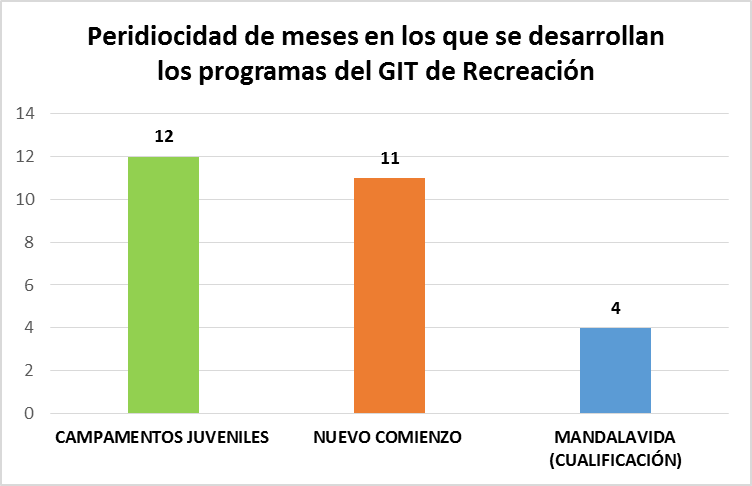 Peridiocidad de meses en los que se desarrollan
los programas del GIT de Recreación
14
12
10
8
6
4
2
0
12
11
4
CAMPAMENTOS JUVENILES
NUEVO COMIENZO
MANDALAVIDA
(CUALIFICACIÓN)